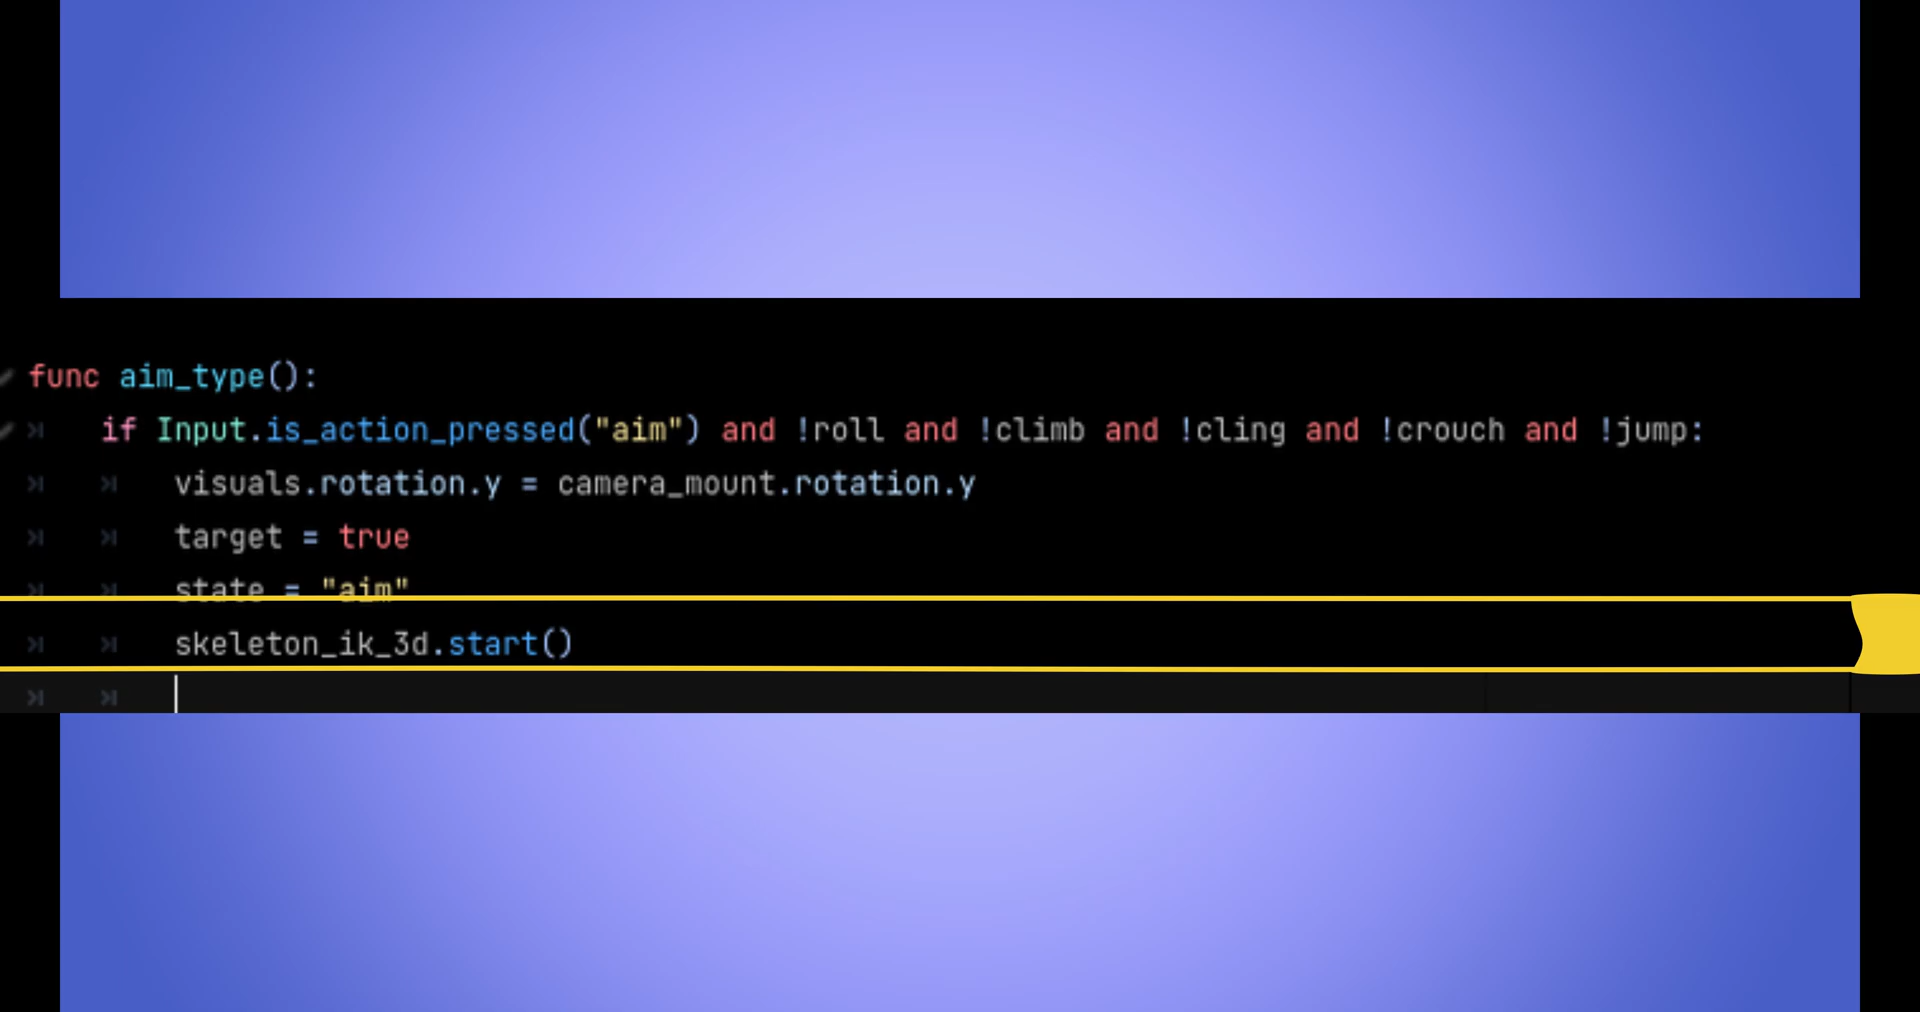 func aim_type():
if Input.is_action_pressed("aim") and !roll and !climb and !cling and !crouch and !jump:
visuals.rotation.y = camera_mount.rotation.y
target = true
state = "aim"
skeleton_ik_3d.start()